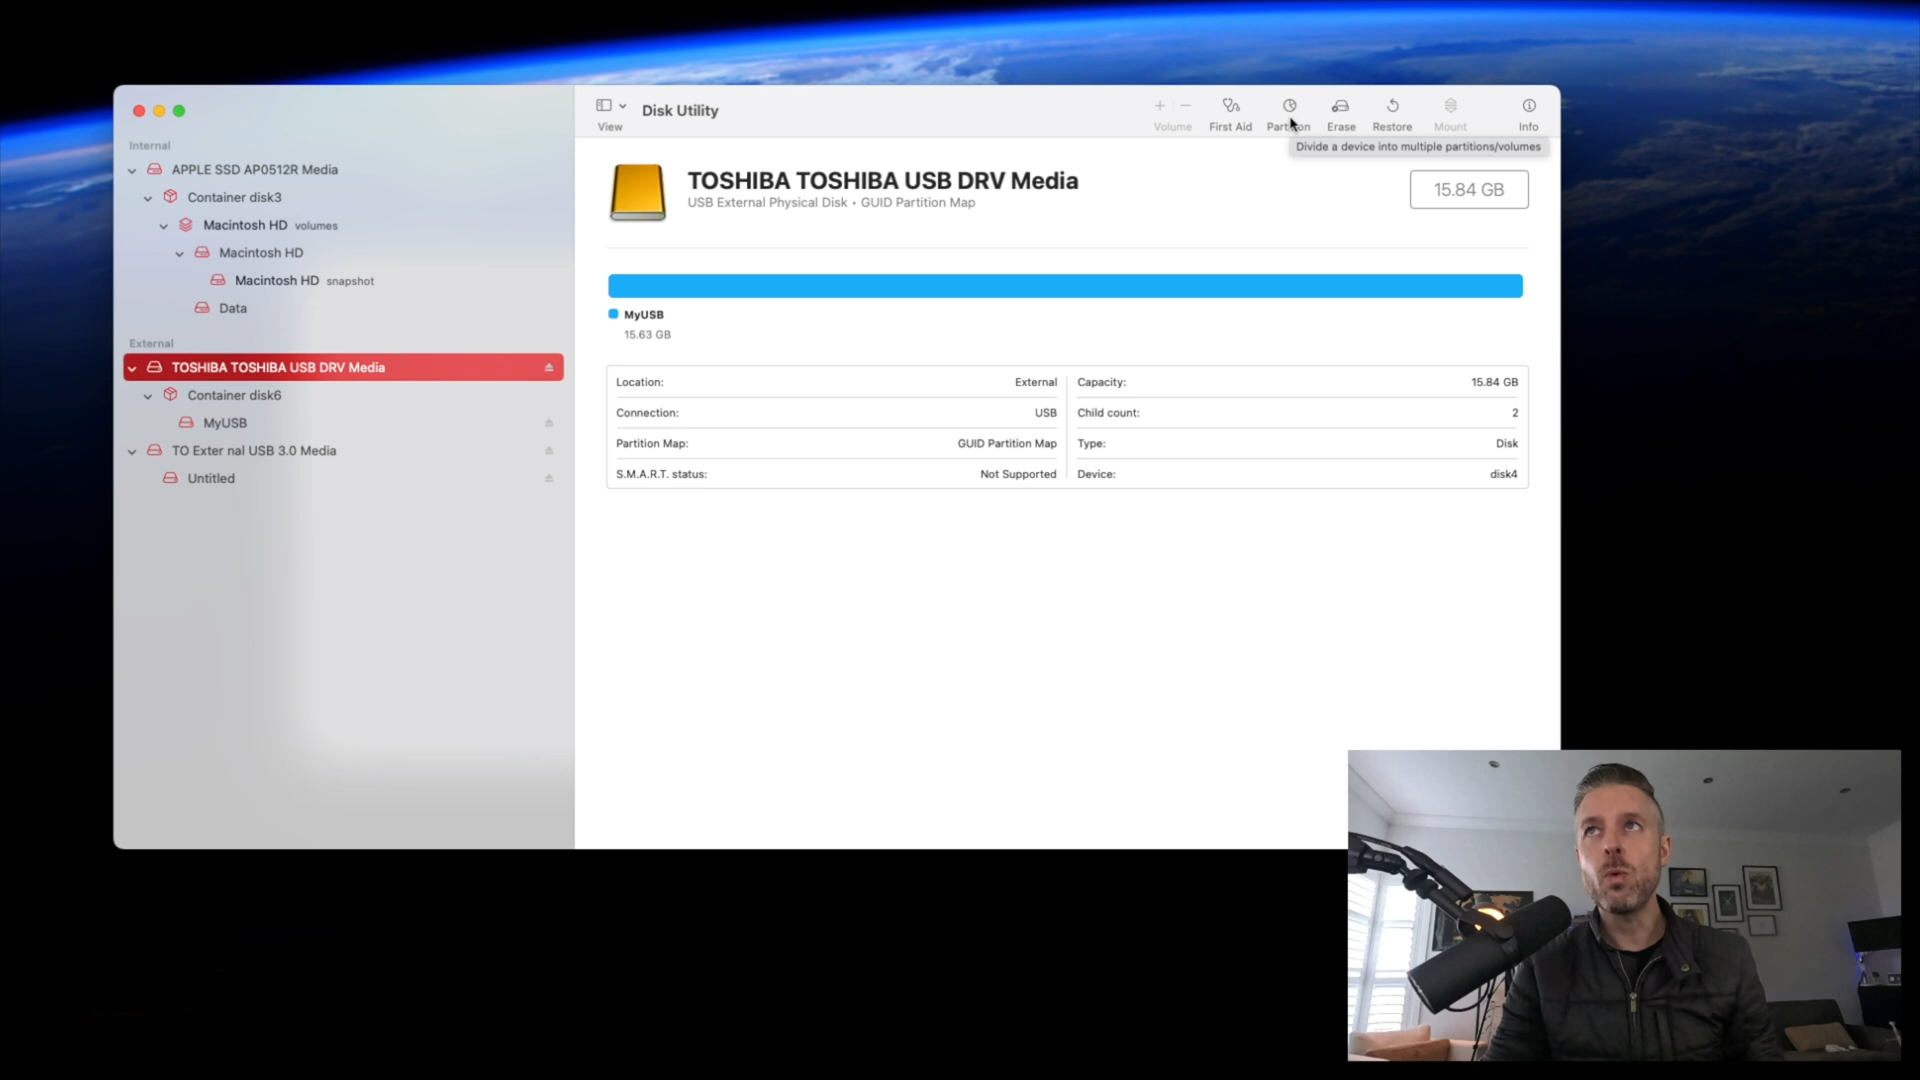 Disk Utility
View
Volume
First Aid
Partition
Erase
Restore
Mount
Info
Divide a device into multiple partitions/volumes
Internal
APPLE SSD AP0512R Media
Container disk3
Macintosh HD volumes
Macintosh HD
Macintosh HD snapshot
Data
External
TOSHIBA TOSHIBA USB DRV Media
Container disk6
MyUSB
TO Exter nal USB 3.0 Media
Untitled
TOSHIBA TOSHIBA USB DRV Media
USB External Physical Disk • GUID Partition Map
15.84 GB
MyUSB
15.63 GB
Location: External
Capacity: 15.84 GB
Connection: USB
Child count: 2
Partition Map: GUID Partition Map
Type: Disk
S.M.A.R.T. status: Not Supported
Device: disk4